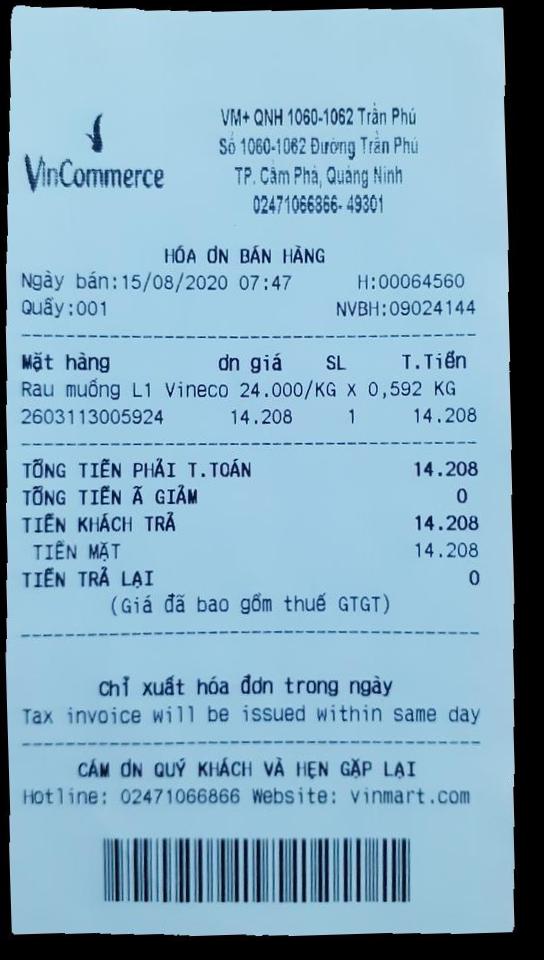 VinCommerce
VM+ QNH 1060-1062 Trần Phú
Số 1060-1062 Đường Trần Phú
TP. Cẩm Phả, Quảng Ninh
02471066866- 49301
HÓA ƠN BÁN HÀNG
Ngày bán:15/08/2020 07:47 H:00064560
Quầy:001 NVBH:09024144
Mặt hàng ơn giá SL T.Tiền
Rau muống L1 Vineco 24.000/KG X 0,592 KG
2603113005924 14.208 1 14.208
TỔNG TIỀN PHẢI T.TOÁN 14.208
TỔNG TIỀN Ã GIẢM 0
TIỀN KHÁCH TRẢ 14.208
TIỀN MẶT 14.208
TIỀN TRẢ LẠI 0
(Giá đã bao gồm thuế GTGT)
Chỉ xuất hóa đơn trong ngày
Tax invoice will be issued within same day
CẢM ƠN QUÝ KHÁCH VÀ HẸN GẶP LẠI
Hotline: 02471066866 Website: vinmart.com